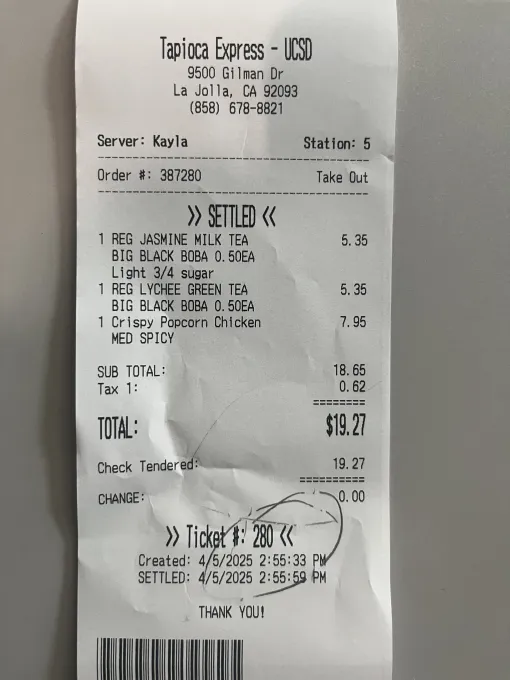 Tapioca Express - UCSD
9500 Gilman Dr
La Jolla, CA 92093
(858) 678-8821
Server: Kayla Station: 5
Order #: 387280 Take Out
>> SETTLED <<
1 REG JASMINE MILK TEA 5.35
BIG BLACK BOBA 0.50EA
Light 3/4 sugar
1 REG LYCHEE GREEN TEA 5.35
BIG BLACK BOBA 0.50EA
1 Crispy Popcorn Chicken 7.95
MED SPICY
SUB TOTAL: 18.65
Tax 1: 0.62
==========
TOTAL: $19.27
Check Tendered: 19.27
==========
CHANGE: 0.00
>> Ticket #: 280 <<
Created: 4/5/2025 2:55:33 PM
SETTLED: 4/5/2025 2:55:59 PM
THANK YOU!